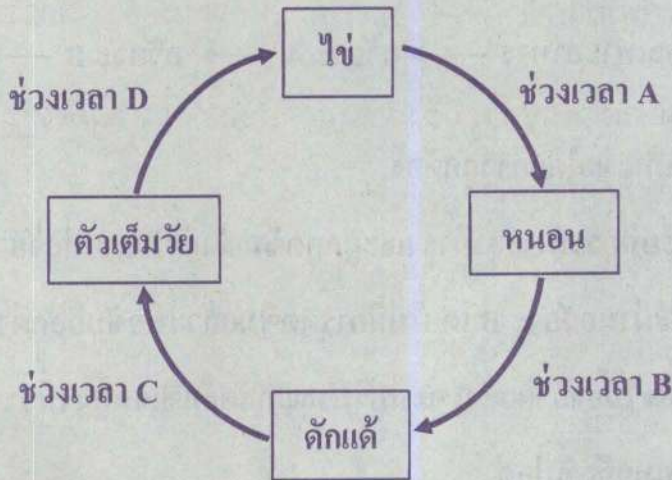 ไข่
ช่วงเวลา D
ช่วงเวลา A
ตัวเต็มวัย
หนอน
ช่วงเวลา C
ช่วงเวลา B
ดักแด้